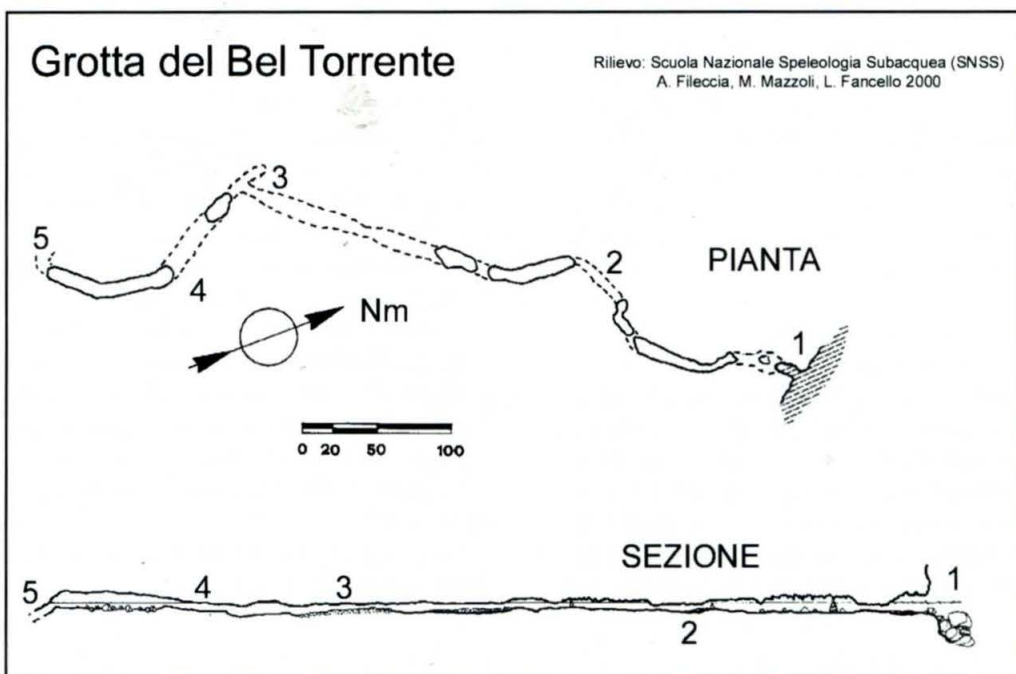 Grotta del Bel Torrente
Rilievo: Scuola Nazionale Speleologia Subacquea (SNSS)
A. Fileccia, M. Mazzoli, L. Fancello 2000
3
5
2
PIANTA
4
Nm
1
0 20 50 100
SEZIONE
5 4 3 1
2